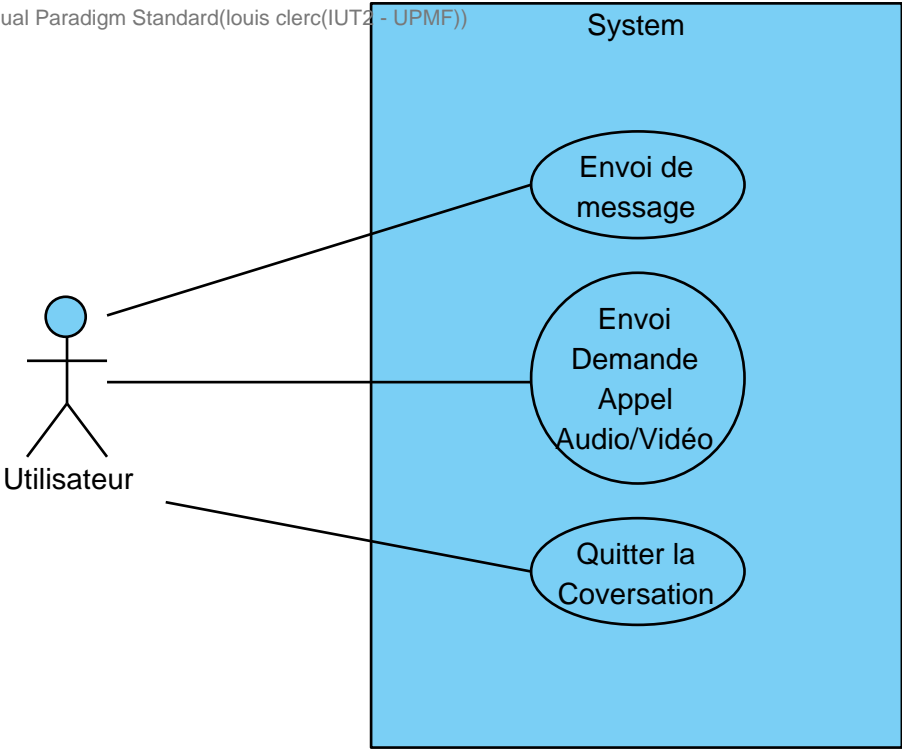 ual Paradigm Standard(louis clerc(IUT2 - UPMF))
System
Envoi de
message
Envoi
Demande
Appel
Audio/Vidéo
Utilisateur
Quitter la
Coversation